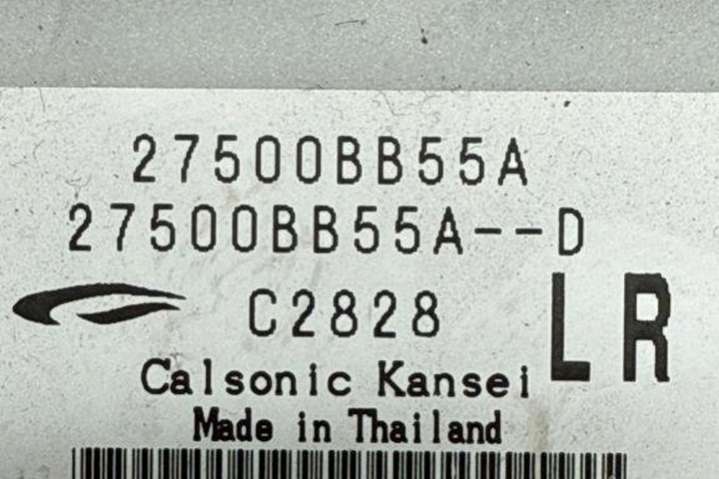 27500BB55A
27500BB55A--D
C2828
LR
Calsonic Kansei
Made in Thailand